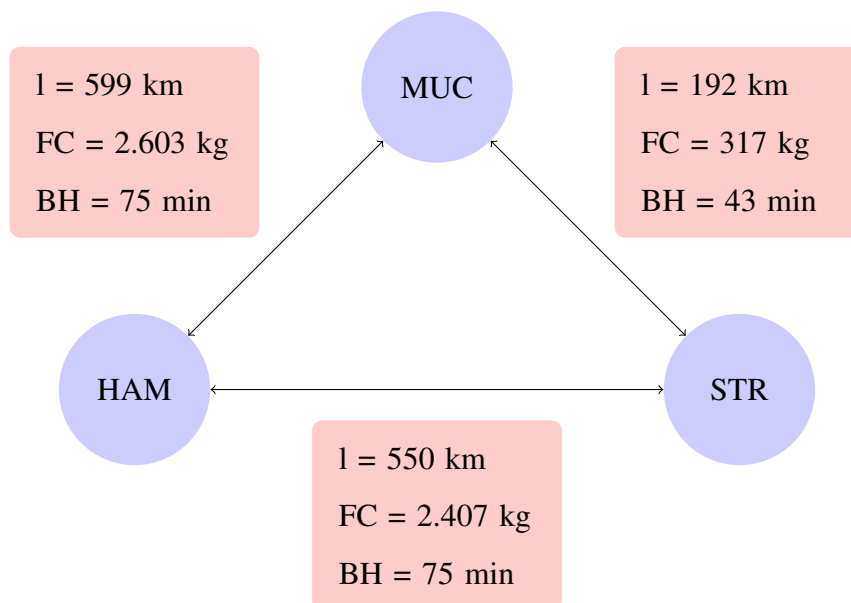 MUC
l = 599 km
FC = 2.603 kg
BH = 75 min
l = 192 km
FC = 317 kg
BH = 43 min
HAM
STR
l = 550 km
FC = 2.407 kg
BH = 75 min